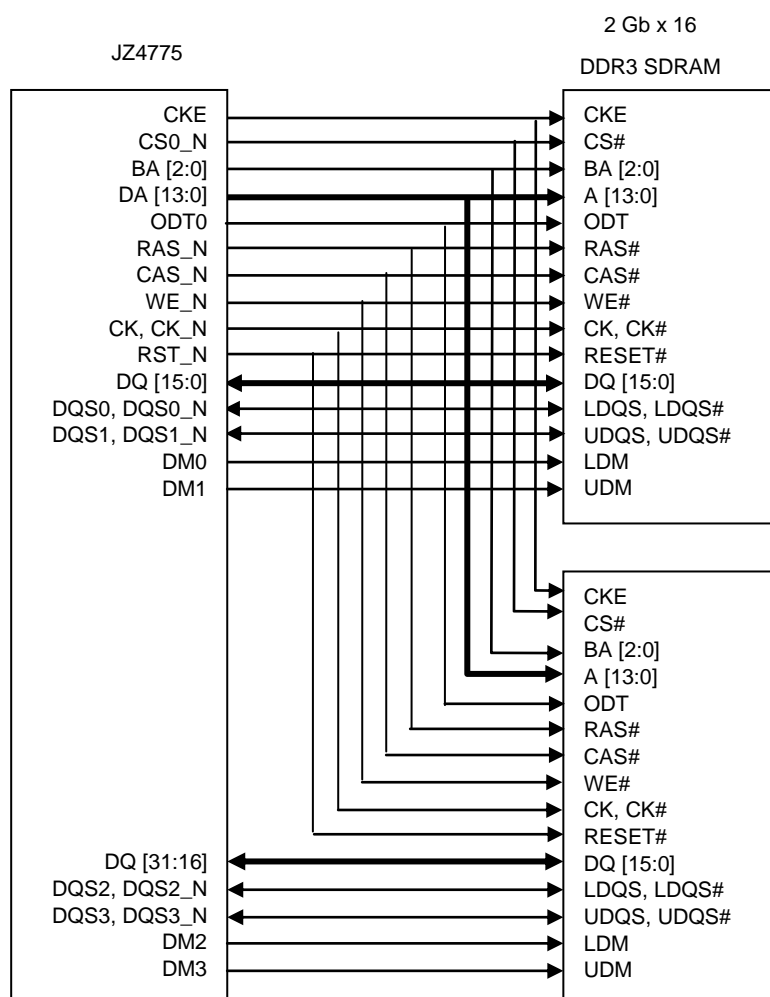 2 Gb x 16
JZ4775
DDR3 SDRAM
CKE
CS0_N
BA [2:0]
DA [13:0]
ODT0
RAS_N
CAS_N
WE_N
CK, CK_N
RST_N
DQ [15:0]
DQS0, DQS0_N
DQS1, DQS1_N
DM0
DM1
DQ [31:16]
DQS2, DQS2_N
DQS3, DQS3_N
DM2
DM3
CKE
CS#
BA [2:0]
A [13:0]
ODT
RAS#
CAS#
WE#
CK, CK#
RESET#
DQ [15:0]
LDQS, LDQS#
UDQS, UDQS#
LDM
UDM
CKE
CS#
BA [2:0]
A [13:0]
ODT
RAS#
CAS#
WE#
CK, CK#
RESET#
DQ [15:0]
LDQS, LDQS#
UDQS, UDQS#
LDM
UDM